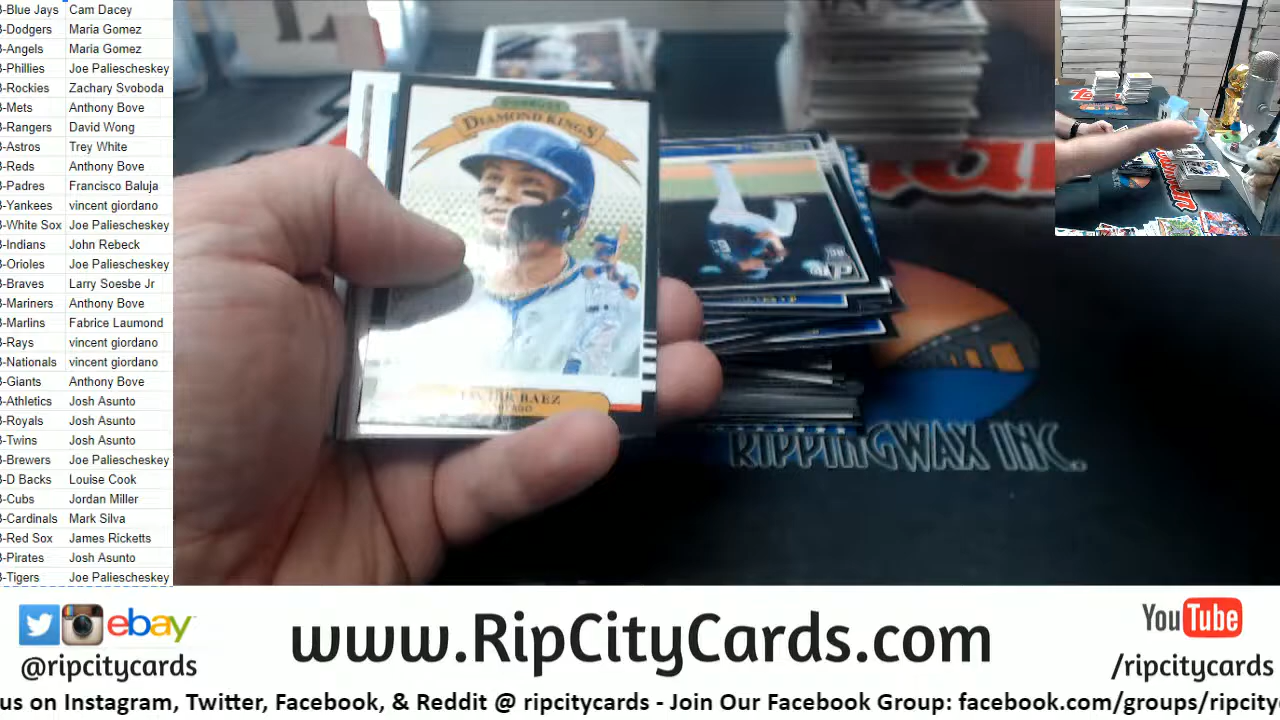 B-Blue Jays Cam Dacey
B-Dodgers Maria Gomez
B-Angels Maria Gomez
B-Phillies Joe Paliescheskey
B-Rockies Zachary Svoboda
B-Mets Anthony Bove
B-Rangers David Wong
B-Astros Trey White
B-Reds Anthony Bove
B-Padres Francisco Baluja
B-Yankees vincent giordano
B-White Sox Joe Paliescheskey
B-Indians John Rebeck
B-Orioles Joe Paliescheskey
B-Braves Larry Soesbe Jr
B-Mariners Anthony Bove
B-Marlins Fabrice Laumond
B-Rays vincent giordano
B-Nationals vincent giordano
B-Giants Anthony Bove
B-Athletics Josh Asunto
B-Royals Josh Asunto
B-Twins Josh Asunto
B-Brewers Joe Paliescheskey
B-D Backs Louise Cook
B-Cubs Jordan Miller
B-Cardinals Mark Silva
B-Red Sox James Ricketts
B-Pirates Josh Asunto
B-Tigers Joe Paliescheskey
DIAMOND KINGS
BAEZ
RIPPINGWAX INC.
ebay
@ripcitycards
www.RipCityCards.com
YouTube
/ripcitycards
us on Instagram, Twitter, Facebook, & Reddit @ ripcitycards - Join Our Facebook Group: facebook.com/groups/ripcity